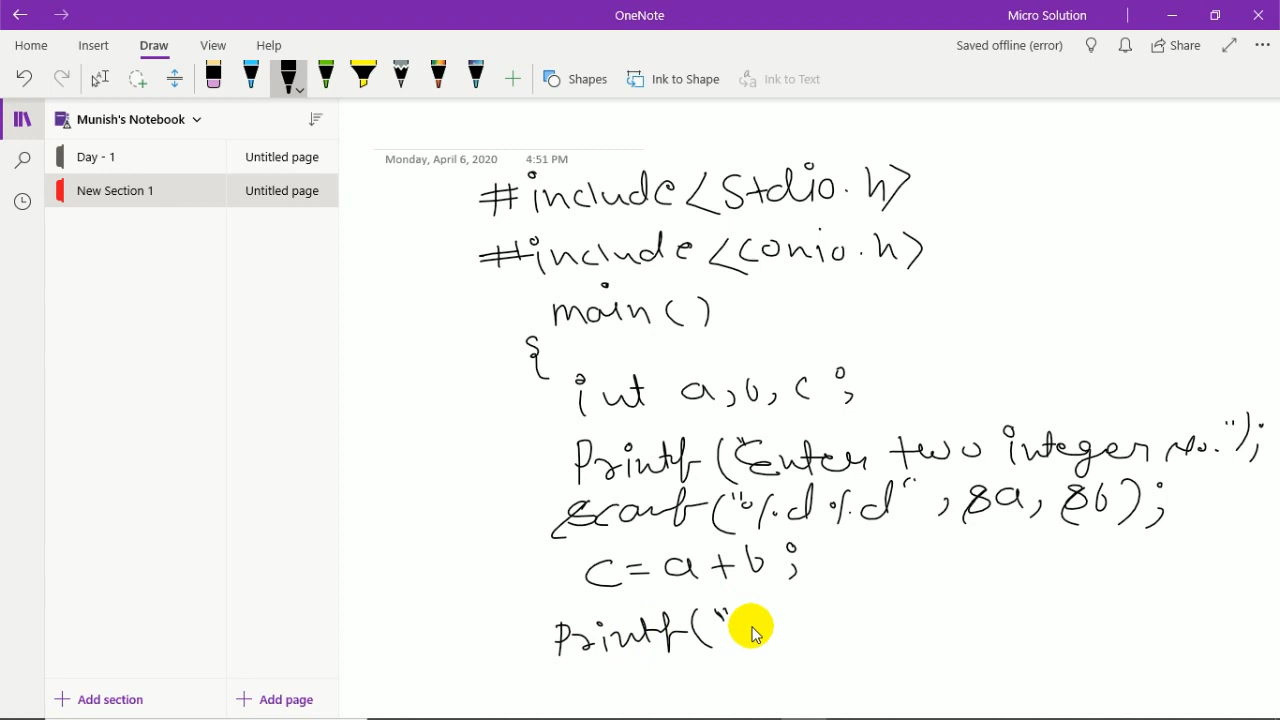 OneNote
Micro Solution
Home
Insert
Draw
View
Help
Saved offline (error)
Share
Shapes
Ink to Shape
Ink to Text
Munish's Notebook
Day - 1
Untitled page
New Section 1
Untitled page
Monday, April 6, 2020 4:51 PM
#include <Stdio.h>
#include <conio.h>
main()
{
int a,b,c;
Printf("Enter two integer no.");
scanf("%d%d", &a, &b);
c=a+b;
printf("
Add section
Add page